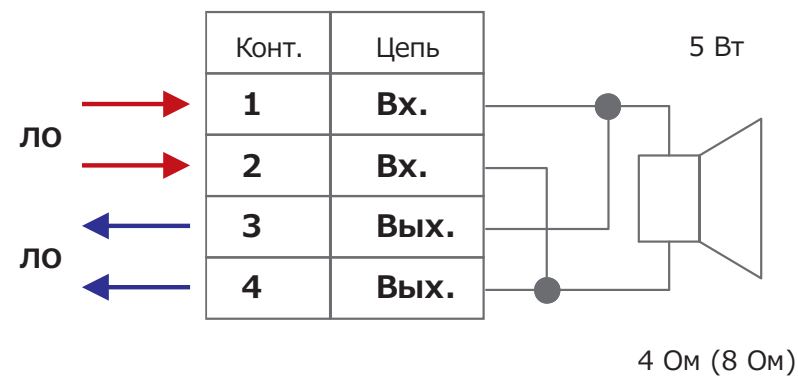 Конт. Цепь 5 Вт
1 Вх.
ЛО
2 Вх.
3 Вых.
ЛО
4 Вых.
4 Ом (8 Ом)